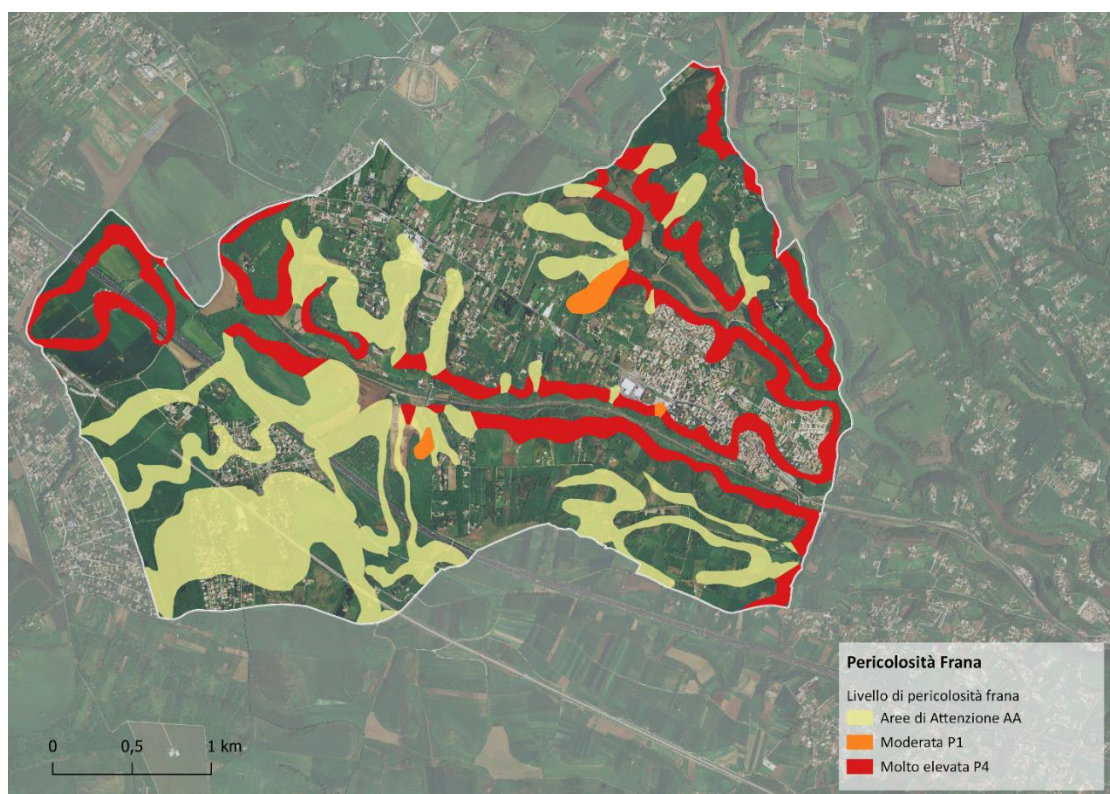 Pericolosità Frana
Livello di pericolosità frana
Aree di Attenzione AA
Moderata P1
Molto elevata P4
0 0,5 1 km